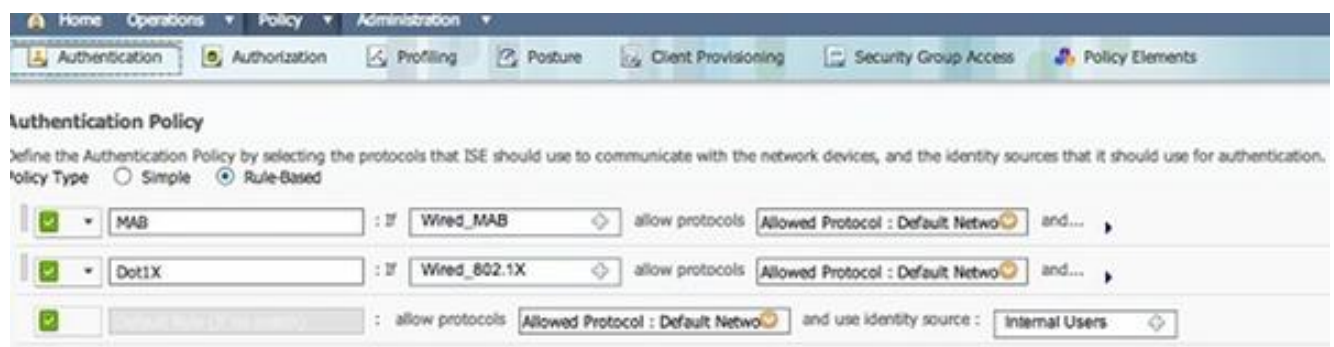 Home Operations Policy Administration
Authentication Authorization Profiling Posture Client Provisioning Security Group Access Policy Elements
Authentication Policy
Define the Authentication Policy by selecting the protocols that ISE should use to communicate with the network devices, and the identity sources that it should use for authentication.
Policy Type Simple Rule-Based
MAB : If Wired_MAB allow protocols Allowed Protocol : Default Netwo and...
Dot1X : If Wired_802.1X allow protocols Allowed Protocol : Default Netwo and...
: allow protocols Allowed Protocol : Default Netwo and use identity source : Internal Users